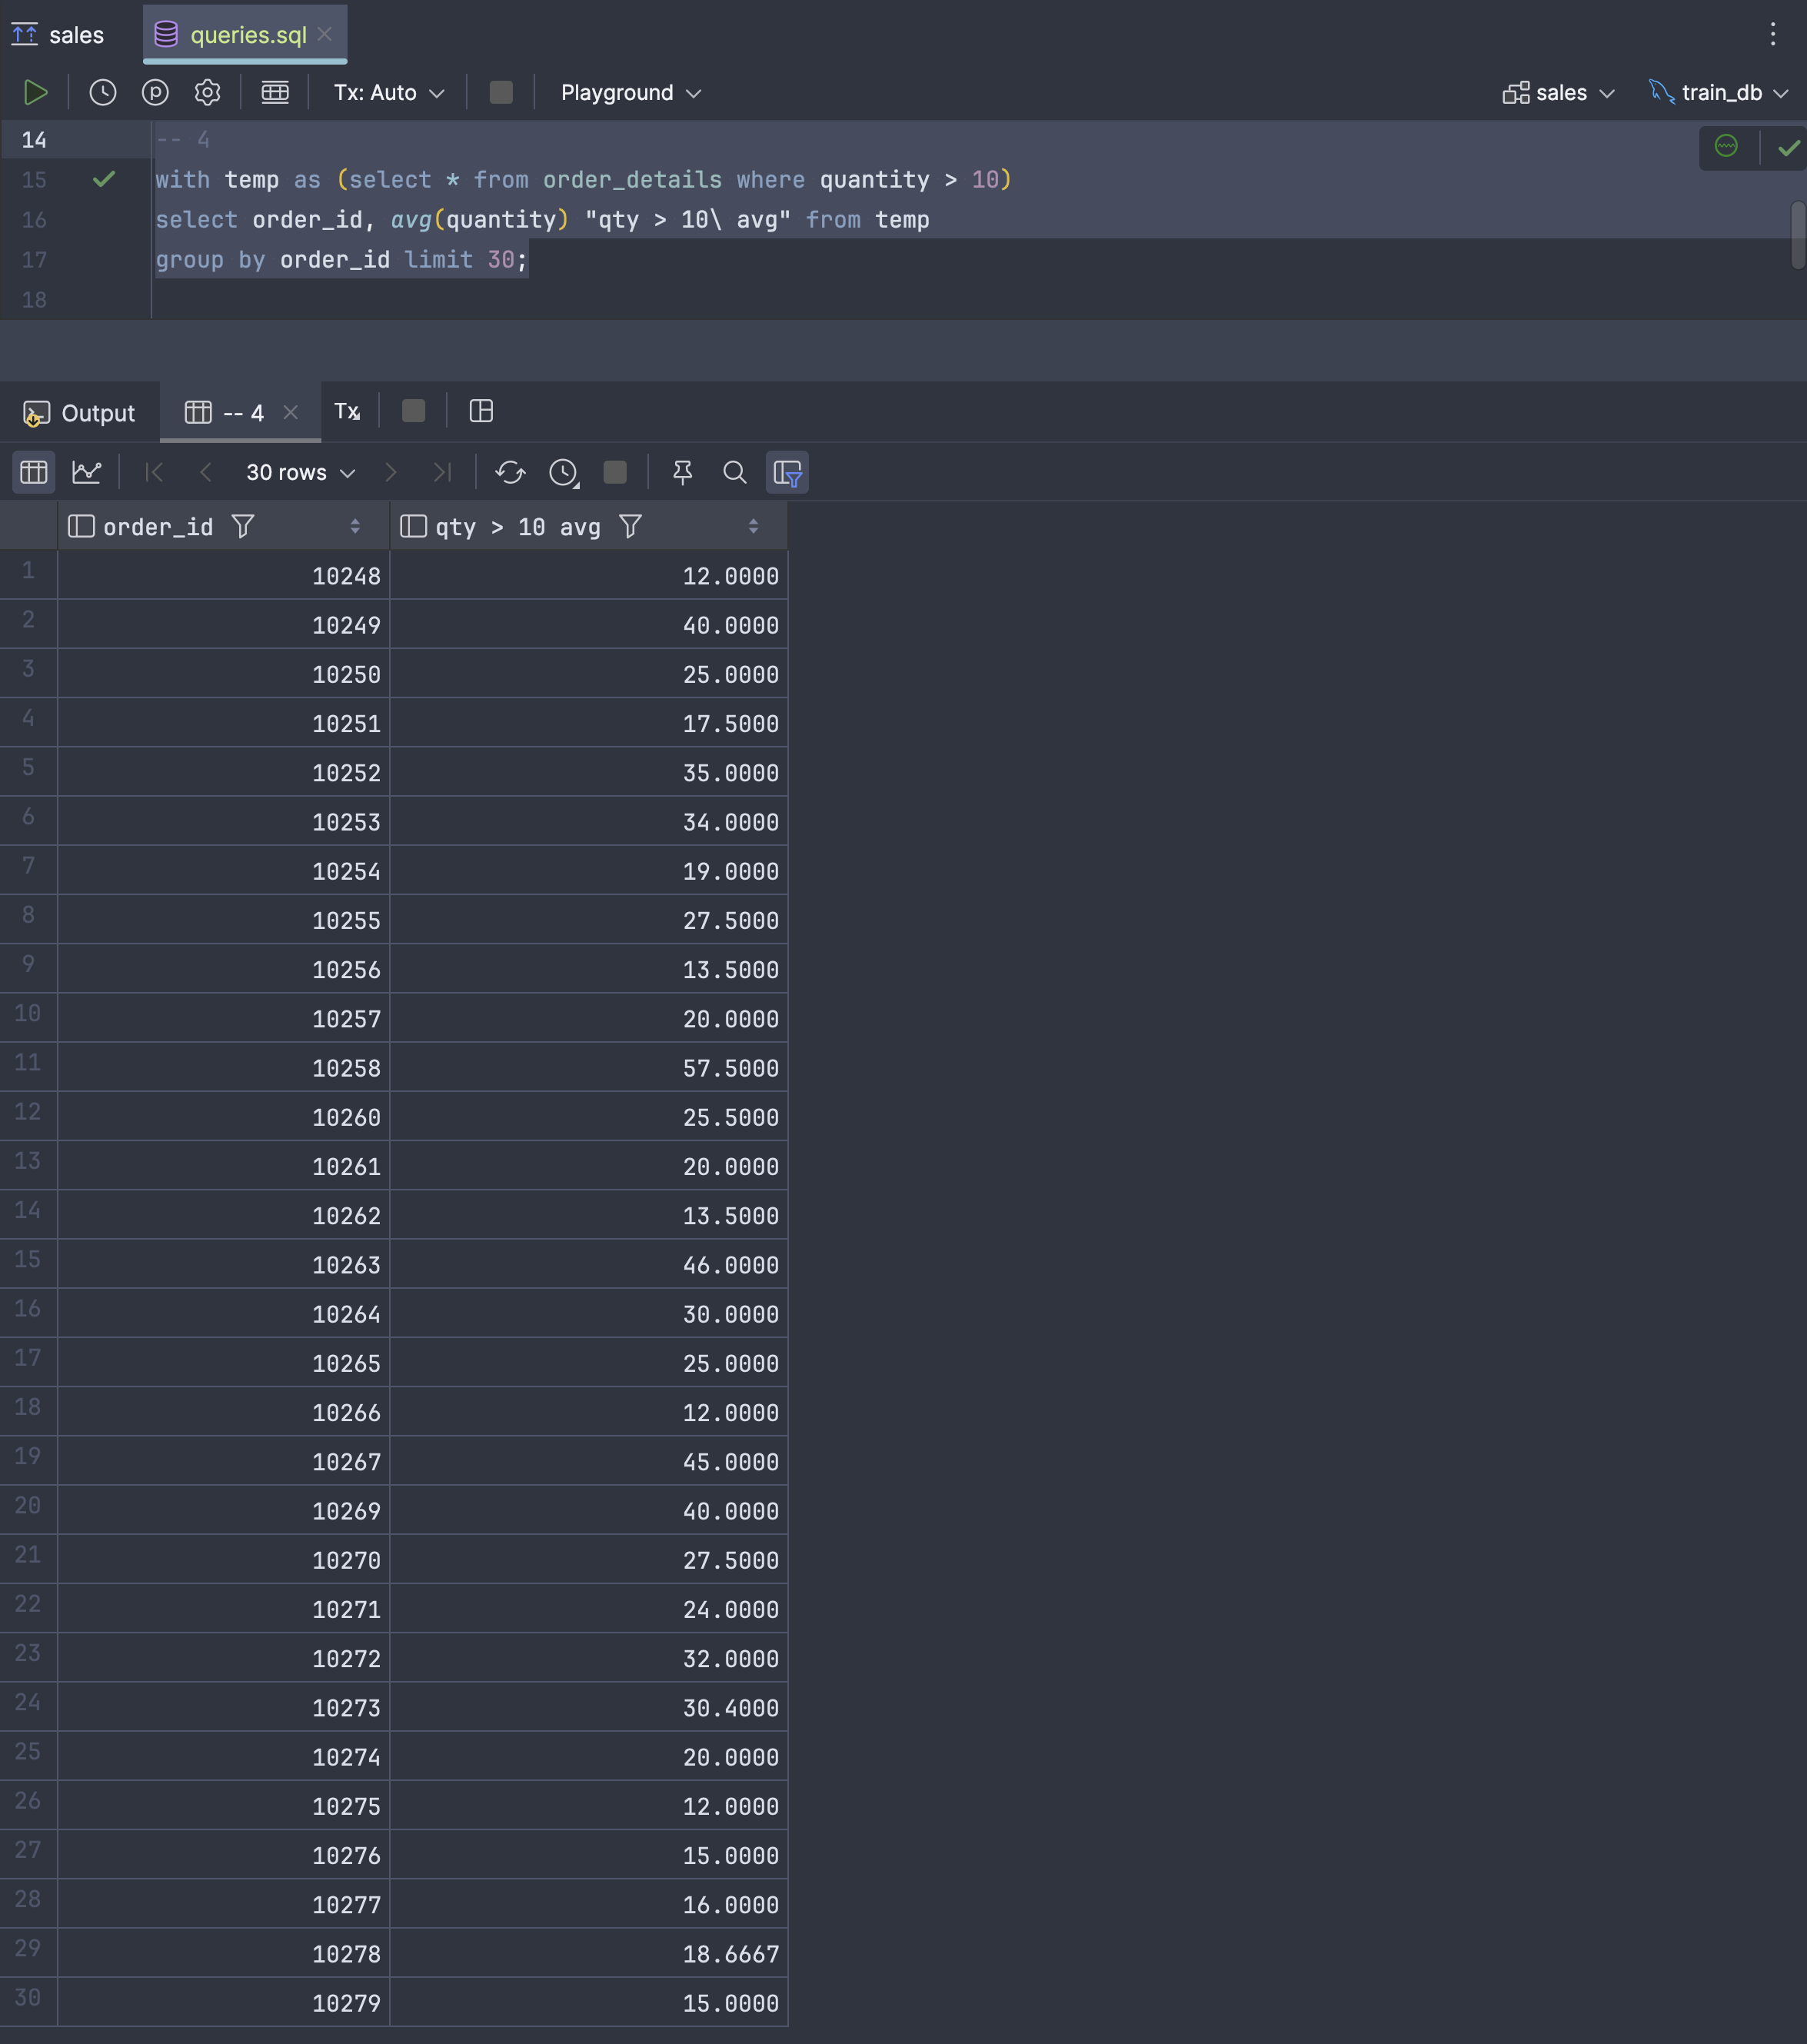 sales queries.sql
Tx: Auto Playground sales train_db
14 -- 4
15 with temp as (select * from order_details where quantity > 10)
16 select order_id, avg(quantity) "qty > 10\ avg" from temp
17 group by order_id limit 30;
18
Output -- 4 Tx
30 rows
order_id qty > 10 avg
1 10248 12.0000
2 10249 40.0000
3 10250 25.0000
4 10251 17.5000
5 10252 35.0000
6 10253 34.0000
7 10254 19.0000
8 10255 27.5000
9 10256 13.5000
10 10257 20.0000
11 10258 57.5000
12 10260 25.5000
13 10261 20.0000
14 10262 13.5000
15 10263 46.0000
16 10264 30.0000
17 10265 25.0000
18 10266 12.0000
19 10267 45.0000
20 10269 40.0000
21 10270 27.5000
22 10271 24.0000
23 10272 32.0000
24 10273 30.4000
25 10274 20.0000
26 10275 12.0000
27 10276 15.0000
28 10277 16.0000
29 10278 18.6667
30 10279 15.0000